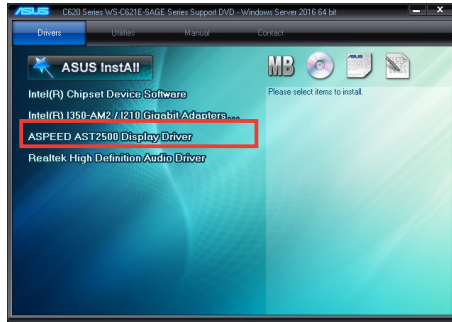 ASUS C620 Series WS-C621E-SAGE Series Support DVD - Windows Server 2016 64 bit
Drivers Utilities Manual Contact
ASUS InstAll
MB
Intel(R) Chipset Device Software
Please select items to install.
Intel(R) I350-AM2 / I210 Gigabit Adapters...
ASPEED AST2500 Display Driver
Realtek High Definition Audio Driver